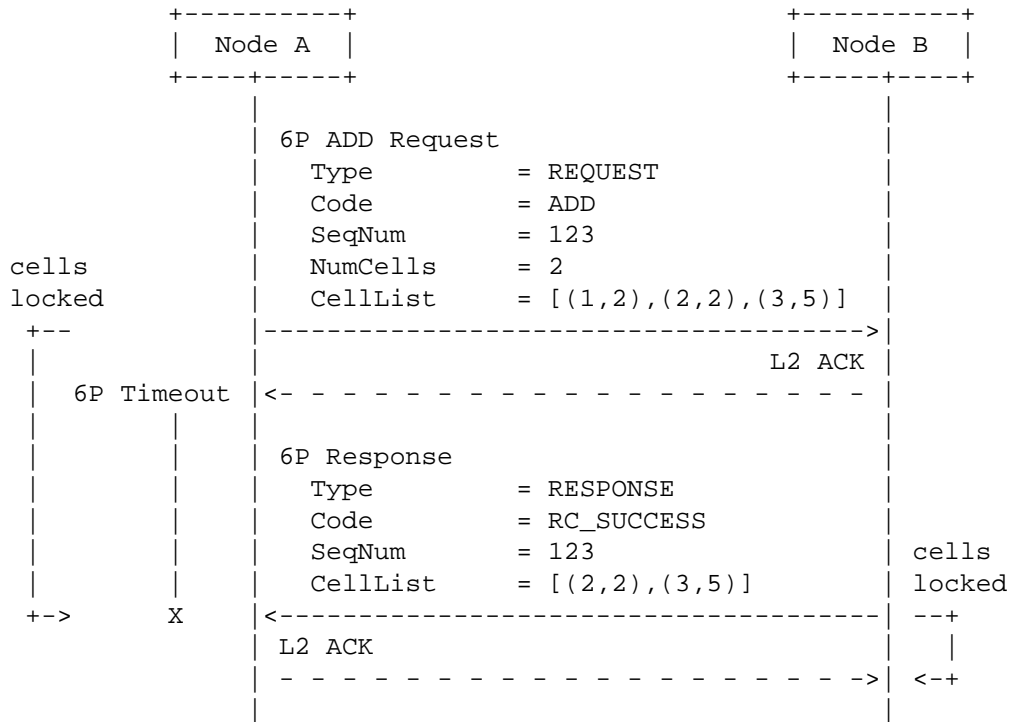 Node A Node B
6P ADD Request
Type = REQUEST
Code = ADD
SeqNum = 123
cells NumCells = 2
locked CellList = [(1,2),(2,2),(3,5)]
L2 ACK
6P Timeout
6P Response
Type = RESPONSE
Code = RC_SUCCESS
SeqNum = 123 cells
CellList = [(2,2),(3,5)] locked
X
L2 ACK